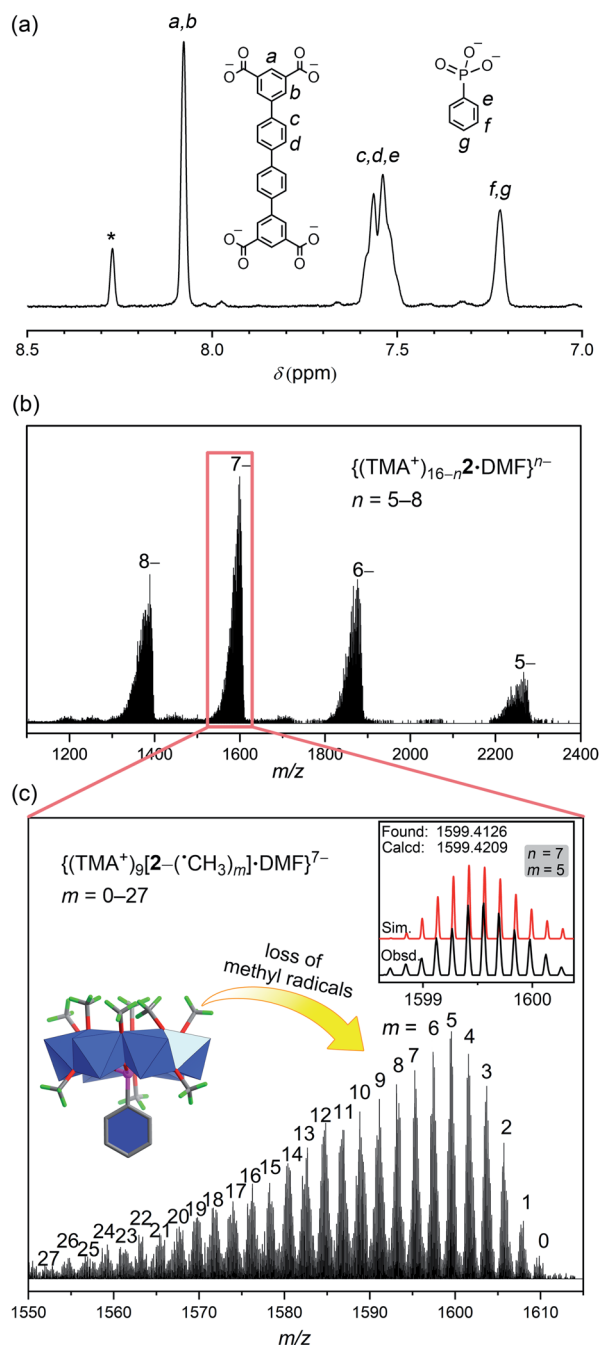 (a)
a,b
O⁻ O O O⁻
a
b
c
d
O⁻ O O O⁻
O⁻
O P O⁻
e
f
g
c,d,e
f,g
*
8.5 8.0 7.5 7.0
δ (ppm)
(b)
7–
{(TMA⁺)₁₆₋ₙ2•DMF}ⁿ⁻
n = 5–8
8–
6–
5–
1200 1400 1600 1800 2000 2200 2400
m/z
(c)
{(TMA⁺)₉[2–(•CH₃)ₘ]•DMF}⁷⁻
m = 0–27
Found: 1599.4126
Calcd: 1599.4209
n = 7
m = 5
Sim.
Obsd.
1599 1600
loss of
methyl radicals
m = 6 5 4 3 2 1 0
27 26 25 24 23 22 21 20 19 18 17 16 15 14 13 12 11 10 9 8 7
1550 1560 1570 1580 1590 1600 1610
m/z